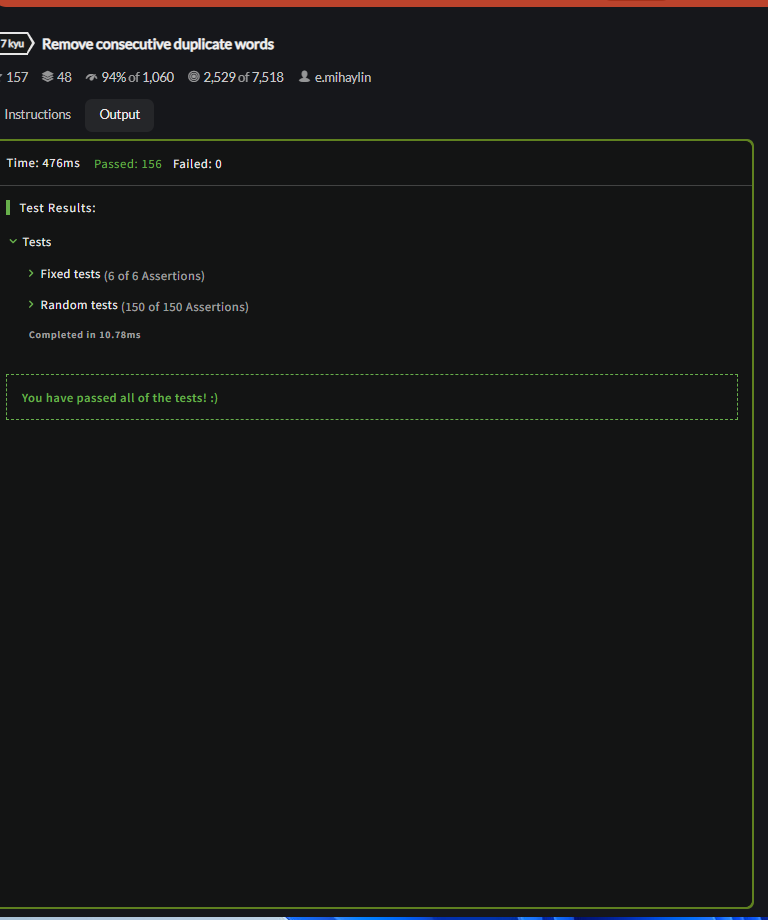 7 kyu Remove consecutive duplicate words
157 48 94% of 1,060 2,529 of 7,518 e.mihaylin
Instructions Output
Time: 476ms Passed: 156 Failed: 0
Test Results:
Tests
Fixed tests (6 of 6 Assertions)
Random tests (150 of 150 Assertions)
Completed in 10.78ms
You have passed all of the tests! :)